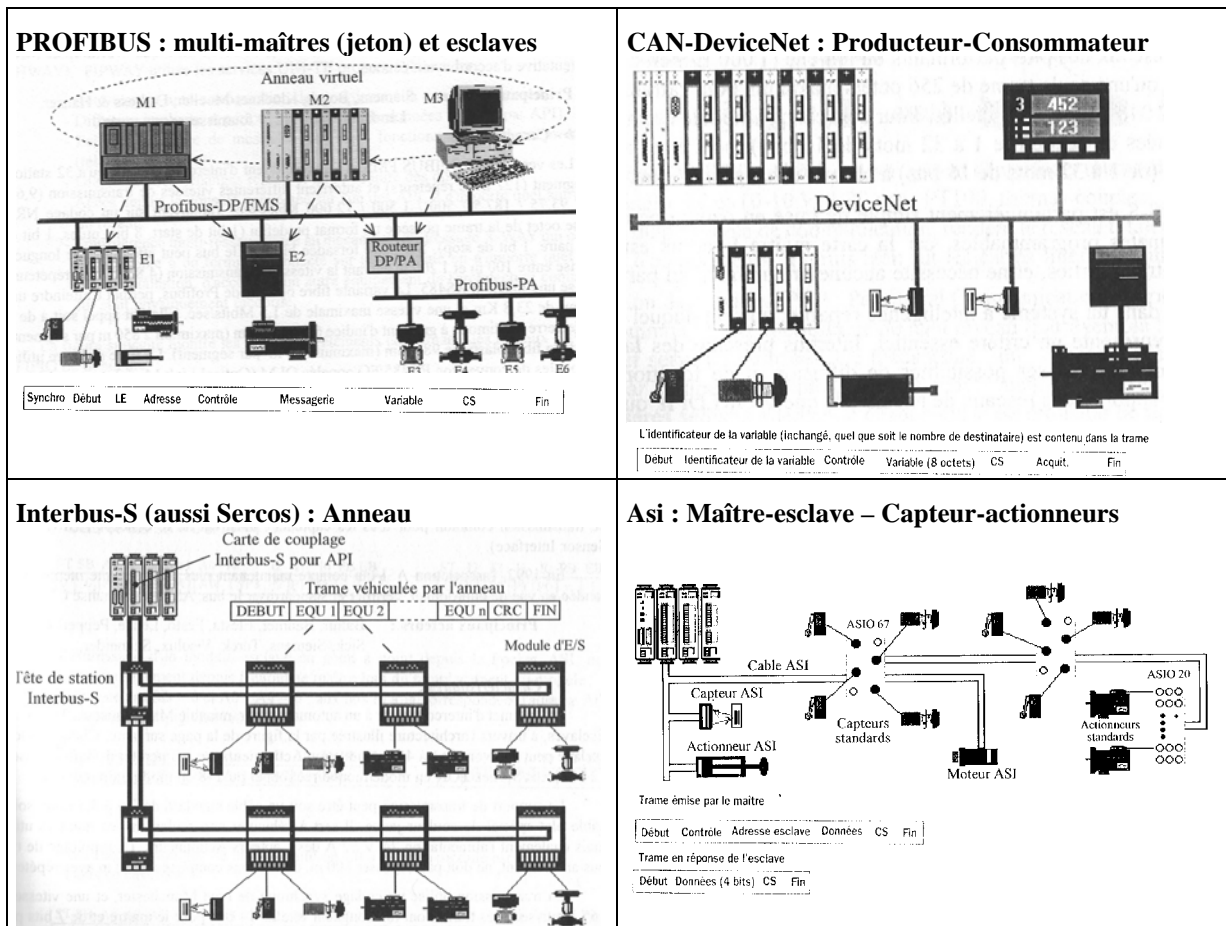 PROFIBUS : multi-maîtres (jeton) et esclaves
Anneau virtuel
M1
M2
M3
Profibus-DP/FMS
E1
E2
Routeur
DP/PA
Profibus-PA
E3
E4
E5
E6
Synchro Début LE Adresse Contrôle Messagerie Variable CS Fin
CAN-DeviceNet : Producteur-Consommateur
3 452
123
DeviceNet
L'identificateur de la variable (inchangé, quel que soit le nombre de destinataire) est contenu dans la trame
Début Identificateur de la variable Contrôle Variable (8 octets) CS Acquit. Fin
Interbus-S (aussi Sercos) : Anneau
Carte de couplage
Interbus-S pour API
Trame véhiculée par l'anneau
DEBUT EQU 1 EQU 2 EQU n CRC FIN
Module d'E/S
Tête de station
Interbus-S
Asi : Maître-esclave – Capteur-actionneurs
ASIO 67
Cable ASI
ASIO 20
Capteur ASI
Capteurs
standards
Actionneurs
standards
Actionneur ASI
Moteur ASI
Trame émise par le maitre
Début Contrôle Adresse esclave Données CS Fin
Trame en réponse de l'esclave
Début Données (4 bits) CS Fin